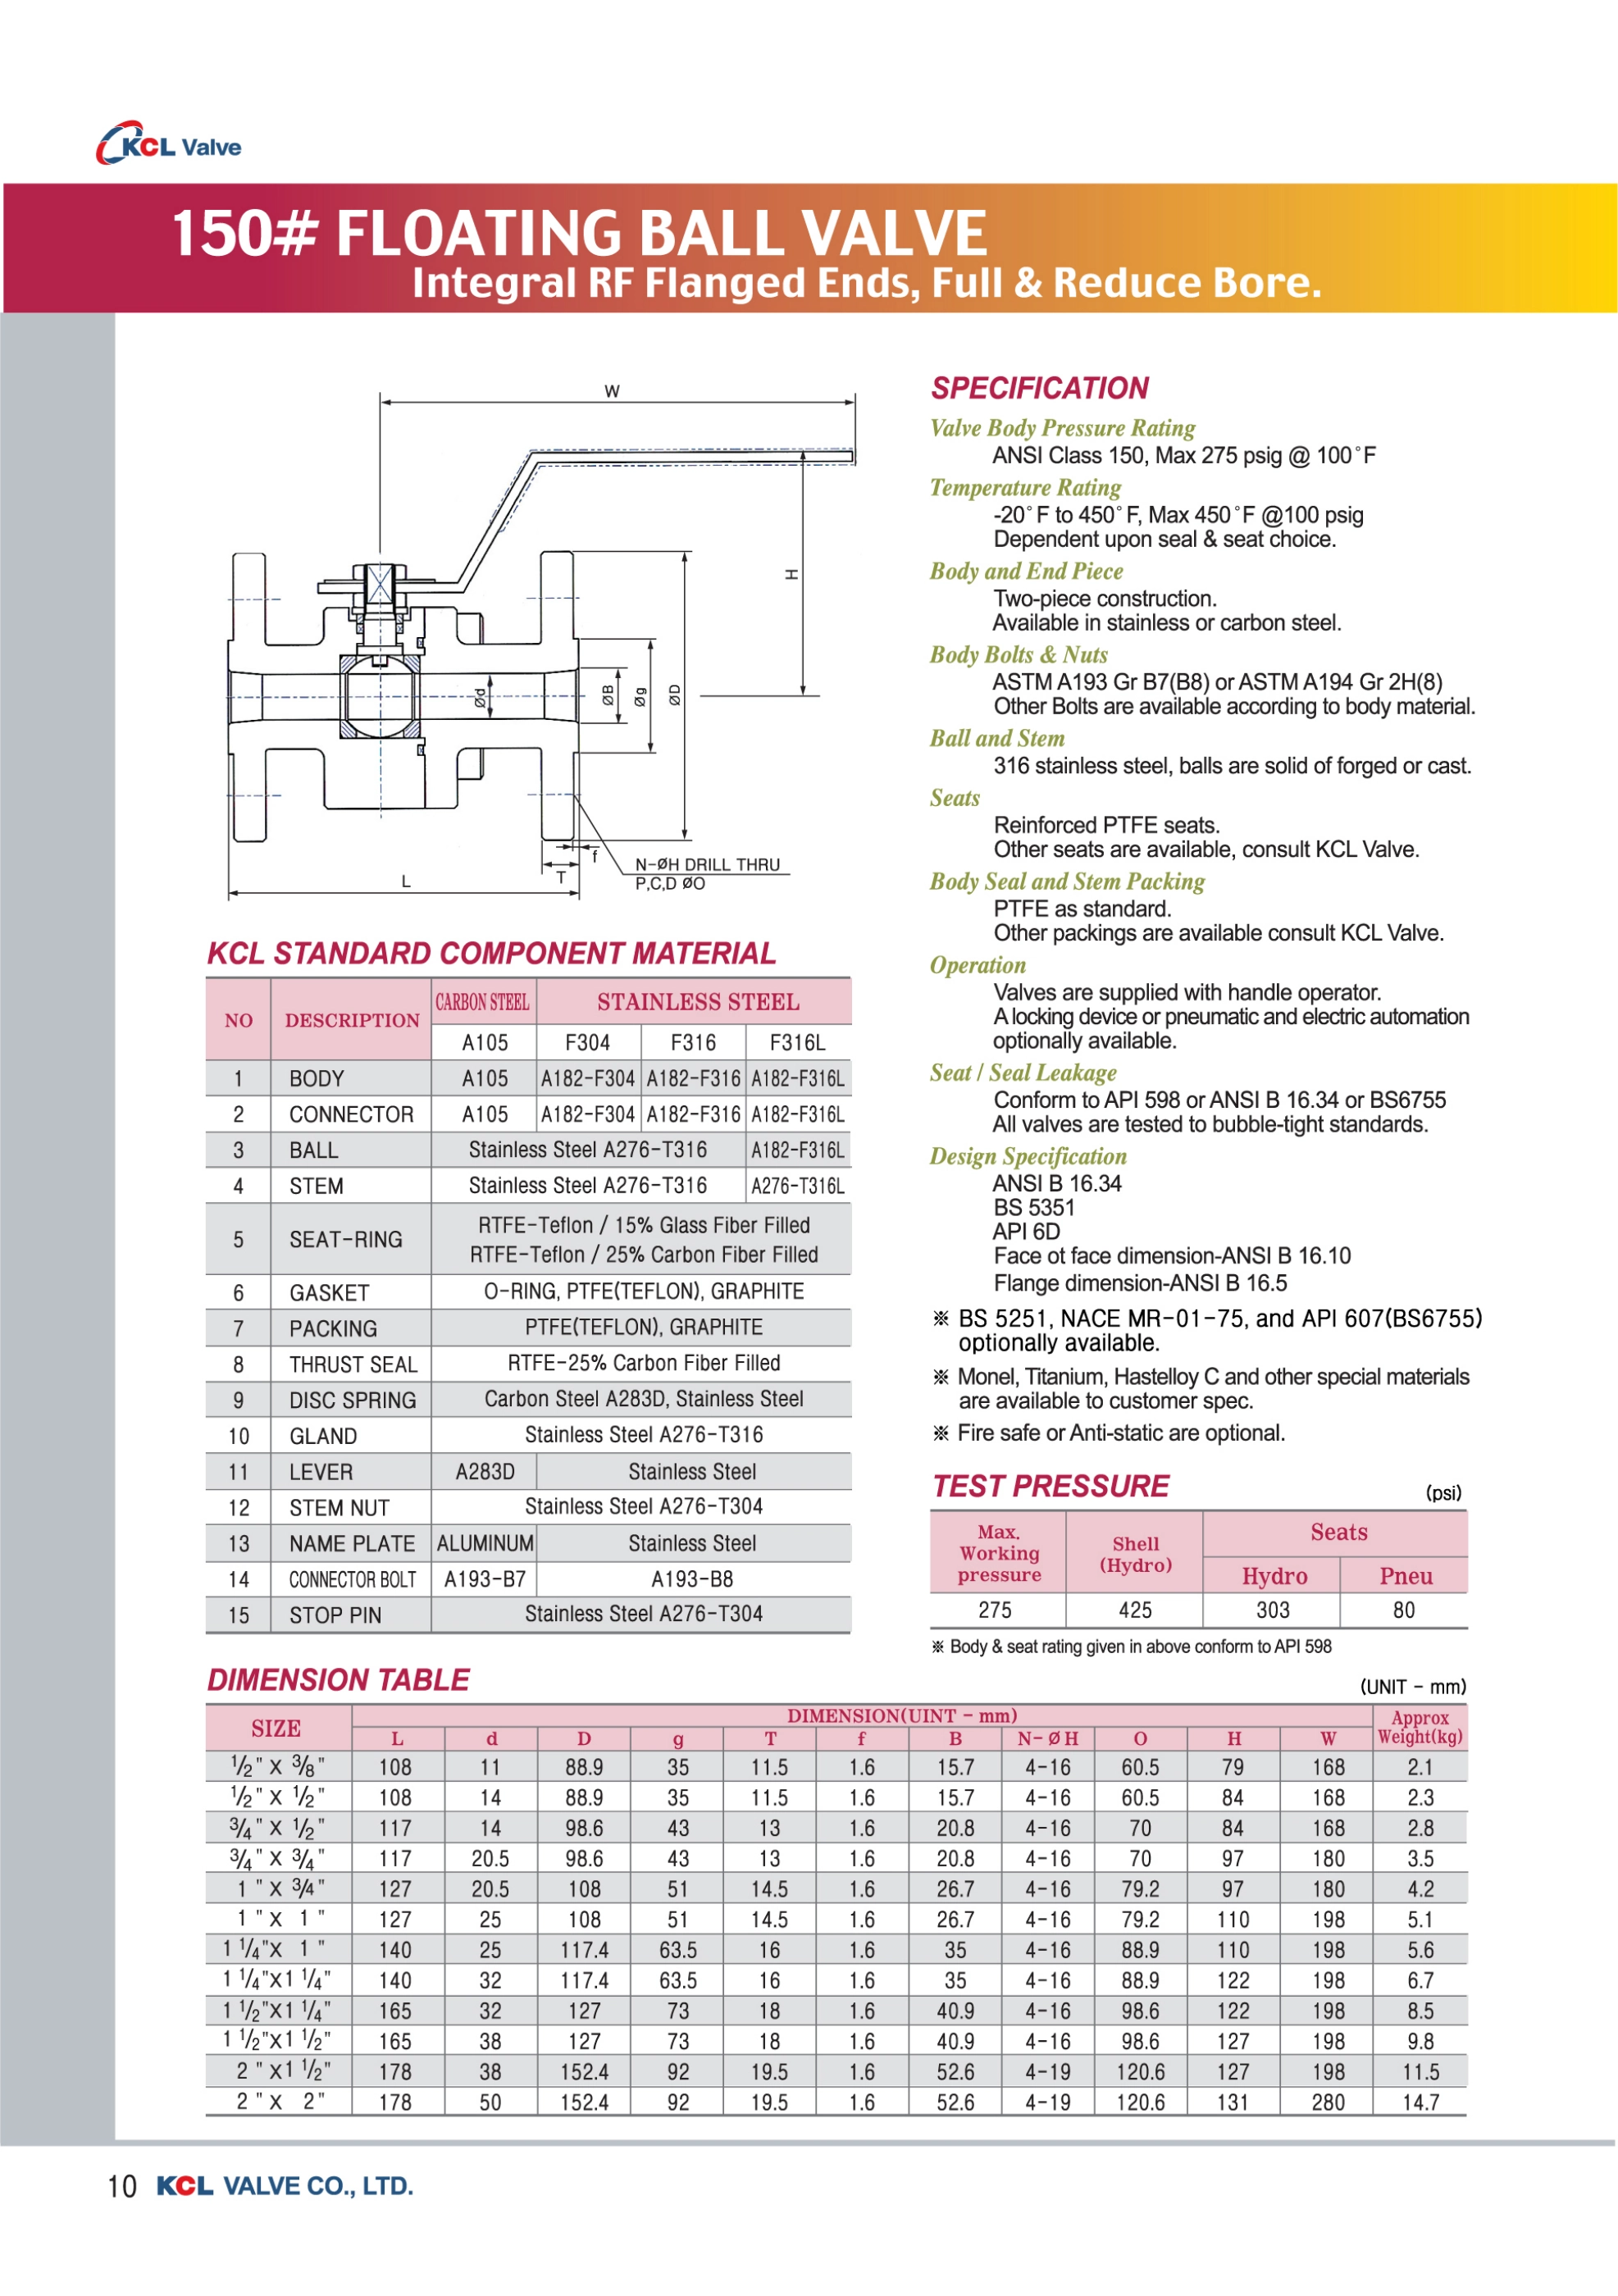 KCL Valve
150# FLOATING BALL VALVE
Integral RF Flanged Ends, Full & Reduce Bore.
W
H
Ød
ØB
Øg
ØD
f
T
L
N-ØH DRILL THRU
P,C,D ØO
KCL STANDARD COMPONENT MATERIAL
NO DESCRIPTION CARBON STEEL STAINLESS STEEL
A105 F304 F316 F316L
1 BODY A105 A182-F304 A182-F316 A182-F316L
2 CONNECTOR A105 A182-F304 A182-F316 A182-F316L
3 BALL Stainless Steel A276-T316 A182-F316L
4 STEM Stainless Steel A276-T316 A276-T316L
5 SEAT-RING RTFE-Teflon / 15% Glass Fiber Filled
RTFE-Teflon / 25% Carbon Fiber Filled
6 GASKET O-RING, PTFE(TEFLON), GRAPHITE
7 PACKING PTFE(TEFLON), GRAPHITE
8 THRUST SEAL RTFE-25% Carbon Fiber Filled
9 DISC SPRING Carbon Steel A283D, Stainless Steel
10 GLAND Stainless Steel A276-T316
11 LEVER A283D Stainless Steel
12 STEM NUT Stainless Steel A276-T304
13 NAME PLATE ALUMINUM Stainless Steel
14 CONNECTOR BOLT A193-B7 A193-B8
15 STOP PIN Stainless Steel A276-T304
SPECIFICATION
Valve Body Pressure Rating
ANSI Class 150, Max 275 psig @ 100°F
Temperature Rating
-20°F to 450°F, Max 450°F @100 psig
Dependent upon seal & seat choice.
Body and End Piece
Two-piece construction.
Available in stainless or carbon steel.
Body Bolts & Nuts
ASTM A193 Gr B7(B8) or ASTM A194 Gr 2H(8)
Other Bolts are available according to body material.
Ball and Stem
316 stainless steel, balls are solid of forged or cast.
Seats
Reinforced PTFE seats.
Other seats are available, consult KCL Valve.
Body Seal and Stem Packing
PTFE as standard.
Other packings are available consult KCL Valve.
Operation
Valves are supplied with handle operator.
A locking device or pneumatic and electric automation
optionally available.
Seat / Seal Leakage
Conform to API 598 or ANSI B 16.34 or BS6755
All valves are tested to bubble-tight standards.
Design Specification
ANSI B 16.34
BS 5351
API 6D
Face ot face dimension-ANSI B 16.10
Flange dimension-ANSI B 16.5
※ BS 5251, NACE MR-01-75, and API 607(BS6755)
optionally available.
※ Monel, Titanium, Hastelloy C and other special materials
are available to customer spec.
※ Fire safe or Anti-static are optional.
TEST PRESSURE (psi)
Max. Working pressure Shell (Hydro) Seats
Hydro Pneu
275 425 303 80
※ Body & seat rating given in above conform to API 598
DIMENSION TABLE (UNIT - mm)
SIZE DIMENSION(UINT - mm) Approx Weight(kg)
L d D g T f B N-ØH O H W
1/2" X 3/8" 108 11 88.9 35 11.5 1.6 15.7 4-16 60.5 79 168 2.1
1/2" X 1/2" 108 14 88.9 35 11.5 1.6 15.7 4-16 60.5 84 168 2.3
3/4" X 1/2" 117 14 98.6 43 13 1.6 20.8 4-16 70 84 168 2.8
3/4" X 3/4" 117 20.5 98.6 43 13 1.6 20.8 4-16 70 97 180 3.5
1" X 3/4" 127 20.5 108 51 14.5 1.6 26.7 4-16 79.2 97 180 4.2
1" X 1" 127 25 108 51 14.5 1.6 26.7 4-16 79.2 110 198 5.1
1 1/4"X 1" 140 25 117.4 63.5 16 1.6 35 4-16 88.9 110 198 5.6
1 1/4"X1 1/4" 140 32 117.4 63.5 16 1.6 35 4-16 88.9 122 198 6.7
1 1/2"X1 1/4" 165 32 127 73 18 1.6 40.9 4-16 98.6 122 198 8.5
1 1/2"X1 1/2" 165 38 127 73 18 1.6 40.9 4-16 98.6 127 198 9.8
2" X1 1/2" 178 38 152.4 92 19.5 1.6 52.6 4-19 120.6 127 198 11.5
2" X 2" 178 50 152.4 92 19.5 1.6 52.6 4-19 120.6 131 280 14.7
10 KCL VALVE CO., LTD.